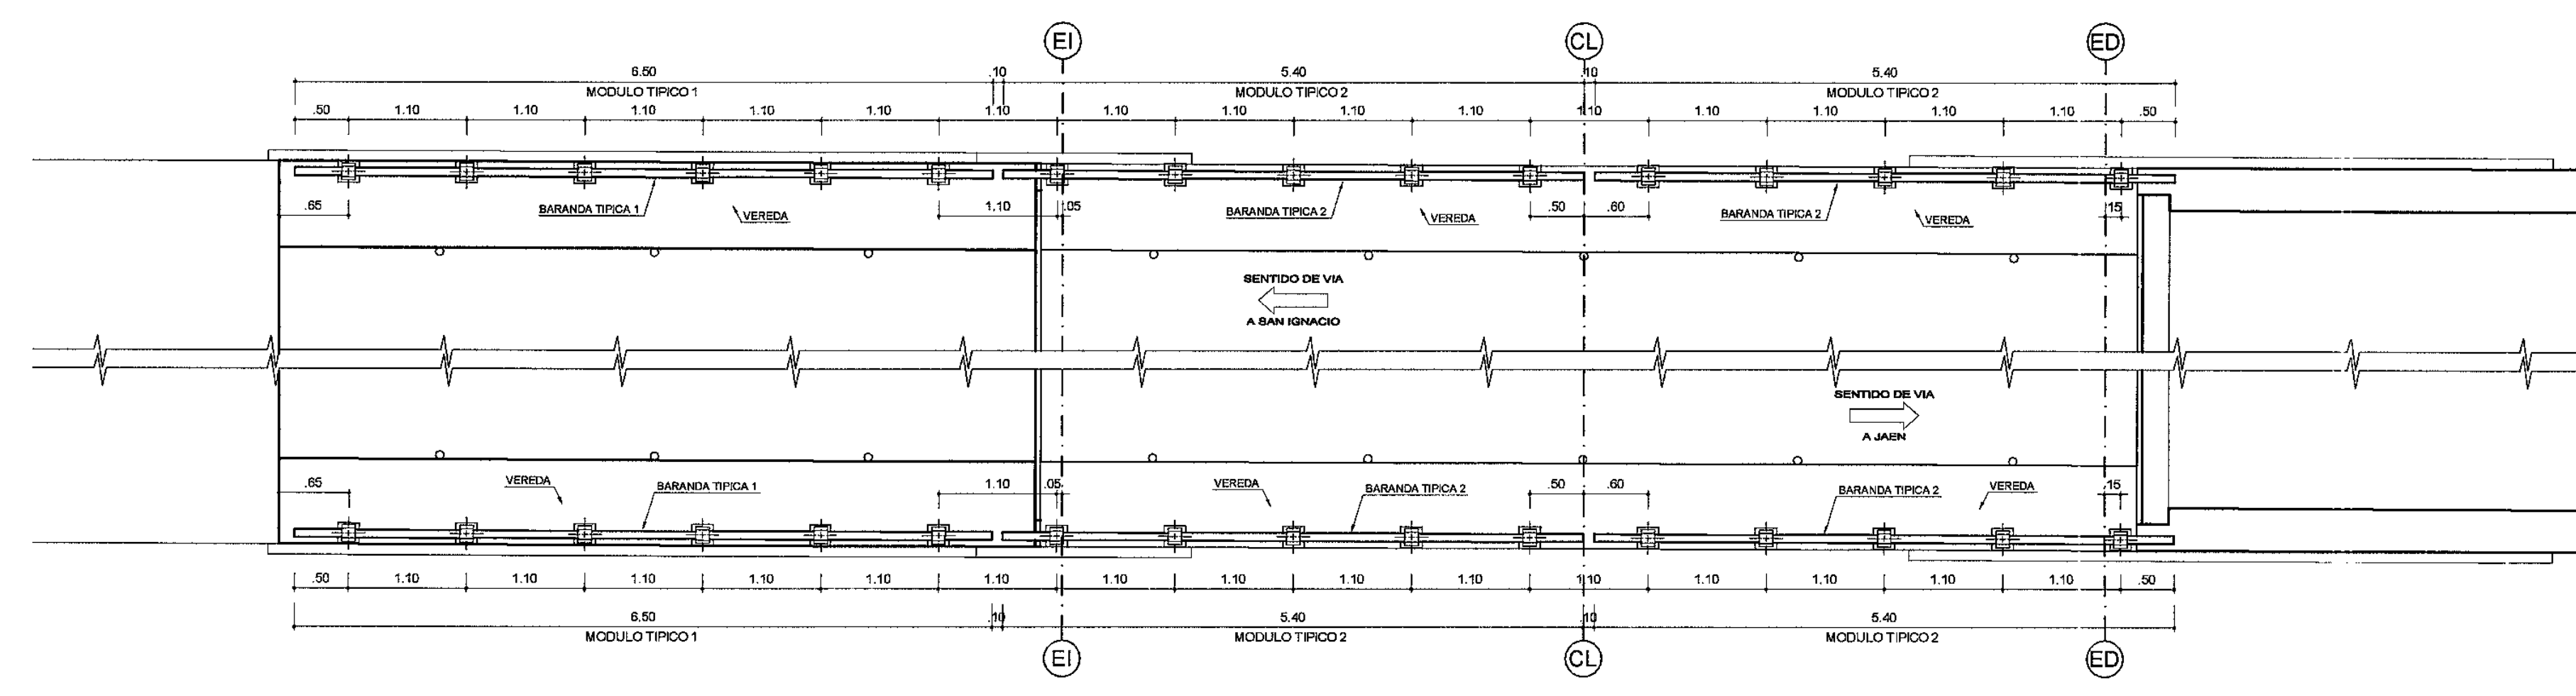 EI CL ED
6.50 .10 5.40 .10 5.40
MODULO TIPICO 1 MODULO TIPICO 2 MODULO TIPICO 2
.50 1.10 1.10 1.10 1.10 1.10 1.10 1.10 1.10 1.10 1.10 1.10 1.10 1.10 1.10 1.10 .50
.65 BARANDA TIPICA 1 VEREDA 1.10 .05 BARANDA TIPICA 2 VEREDA .50 .60 BARANDA TIPICA 2 VEREDA .15
SENTIDO DE VIA
A SAN IGNACIO
SENTIDO DE VIA
A JAEN
.65 VEREDA BARANDA TIPICA 1 1.10 .05 VEREDA BARANDA TIPICA 2 .50 .60 BARANDA TIPICA 2 VEREDA .15
.50 1.10 1.10 1.10 1.10 1.10 1.10 1.10 1.10 1.10 1.10 1.10 1.10 1.10 1.10 1.10 .50
6.50 .10 5.40 .10 5.40
MODULO TIPICO 1 MODULO TIPICO 2 MODULO TIPICO 2
EI CL ED